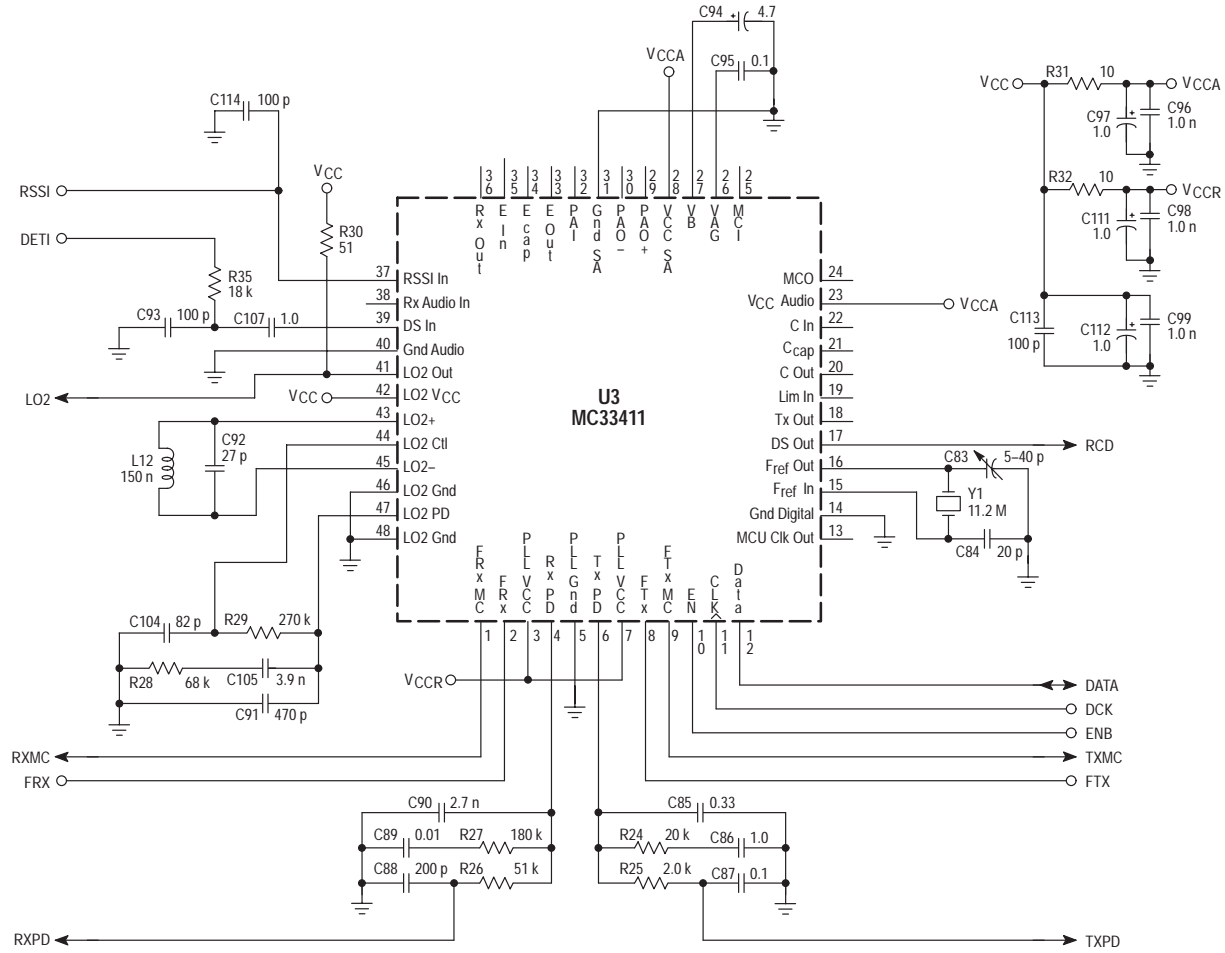 C94 + 4.7
VCCA
C95 0.1
VCC R31 10 VCCA
C97 1.0 + C96 1.0 n
C114 100 p
R32 10 VCCR
C111 1.0 + C98 1.0 n
RSSI
VCC
DETI
R30 51
R35 18 k
36 35 34 33 32 31 30 29 28 27 26 25
Rx Out
E In
E cap
E Out
PAI
Gnd SA
PAO–
PAO+
VCC SA
VB
VAG
MCI
37 RSSI In
38 Rx Audio In
39 DS In
40 Gnd Audio
41 LO2 Out
42 LO2 VCC
43 LO2+
44 LO2 Ctl
45 LO2–
46 LO2 Gnd
47 LO2 PD
48 LO2 Gnd
MCO 24
VCC Audio 23
C In 22
Ccap 21
C Out 20
Lim In 19
Tx Out 18
DS Out 17
Fref Out 16
Fref In 15
Gnd Digital 14
MCU Clk Out 13
VCCA
C113 100 p
C112 1.0 +
C99 1.0 n
C93 100 p
C107 1.0
LO2
VCC
U3
MC33411
L12 150 n
C92 27 p
RCD
C83 5–40 p
Y1
11.2 M
C84 20 p
FRx MC
FRx
PLL VCC
Rx PD
PLL Gnd
Tx PD
PLL VCC
FTx
FTx MC
EN
CLK
Data
1 2 3 4 5 6 7 8 9 10 11 12
C104 82 p R29 270 k
R28 68 k C105 3.9 n
C91 470 p
VCCR
DATA
DCK
ENB
RXMC
TXMC
FRX
FTX
C90 2.7 n
C89 0.01 R27 180 k
C88 200 p R26 51 k
C85 0.33
R24 20 k C86 1.0
R25 2.0 k C87 0.1
RXPD
TXPD